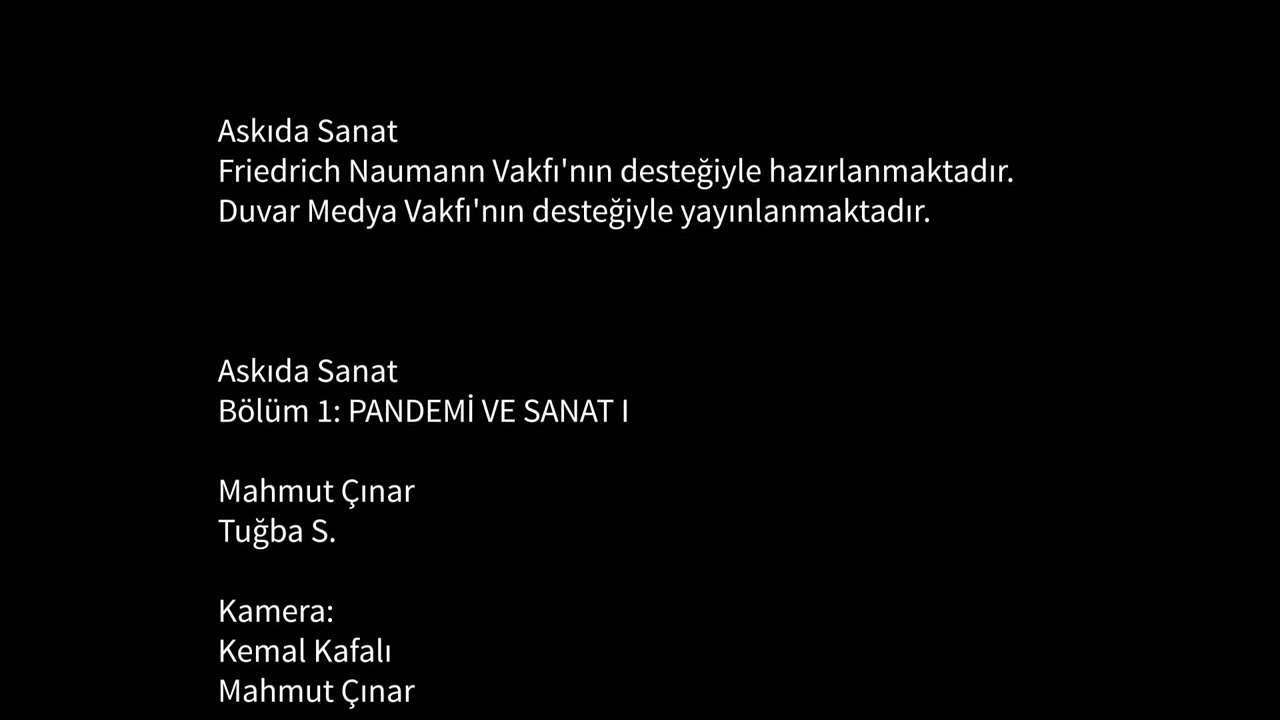 Askıda Sanat
Friedrich Naumann Vakfı'nın desteğiyle hazırlanmaktadır.
Duvar Medya Vakfı'nın desteğiyle yayınlanmaktadır.
Askıda Sanat
Bölüm 1: PANDEMİ VE SANAT I
Mahmut Çınar
Tuğba S.
Kamera:
Kemal Kafalı
Mahmut Çınar